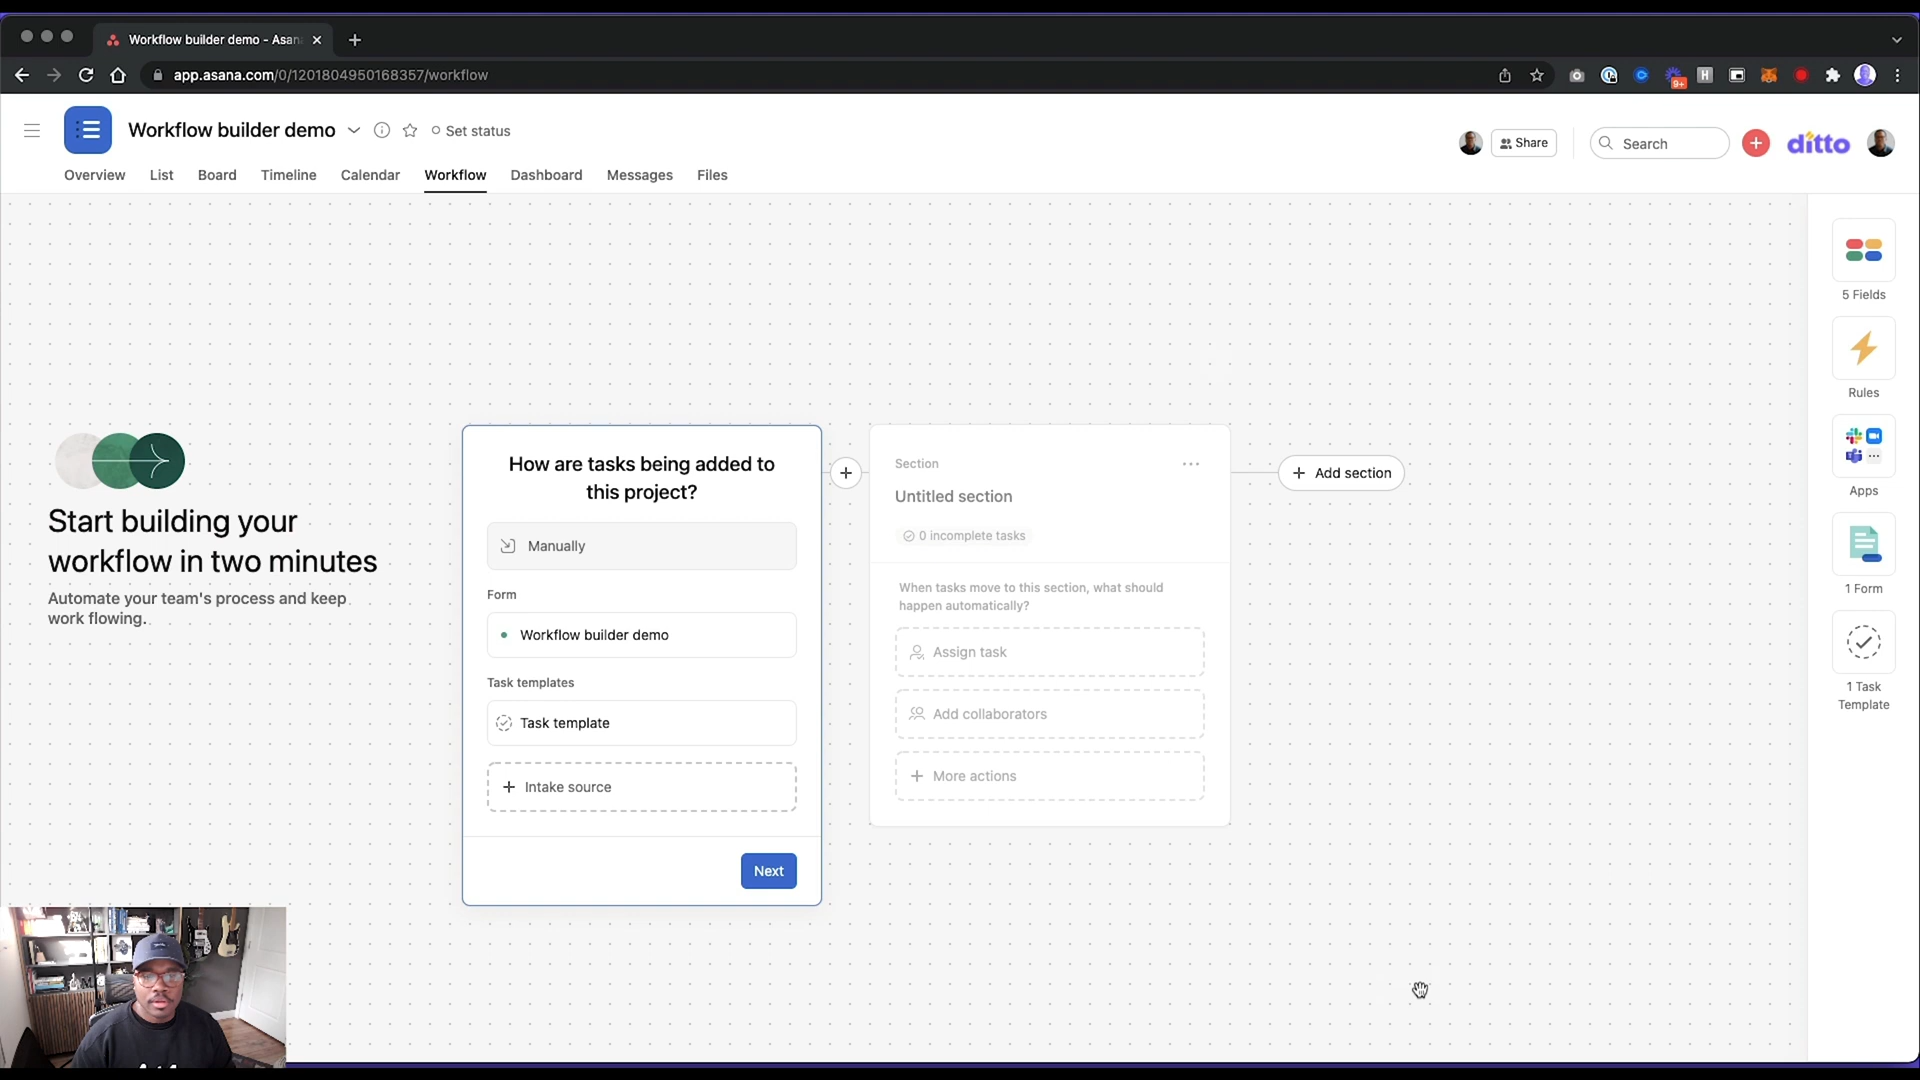 Workflow builder demo - Asan
app.asana.com/0/1201804950168357/workflow
9+
H
Workflow builder demo
Set status
Share
Search
ditto
Overview List Board Timeline Calendar Workflow Dashboard Messages Files
Start building your
workflow in two minutes
Automate your team's process and keep
work flowing.
How are tasks being added to
this project?
Manually
Form
Workflow builder demo
Task templates
Task template
Intake source
Next
Section
Untitled section
0 incomplete tasks
When tasks move to this section, what should
happen automatically?
Assign task
Add collaborators
More actions
Add section
5 Fields
Rules
Apps
1 Form
1 Task
Template